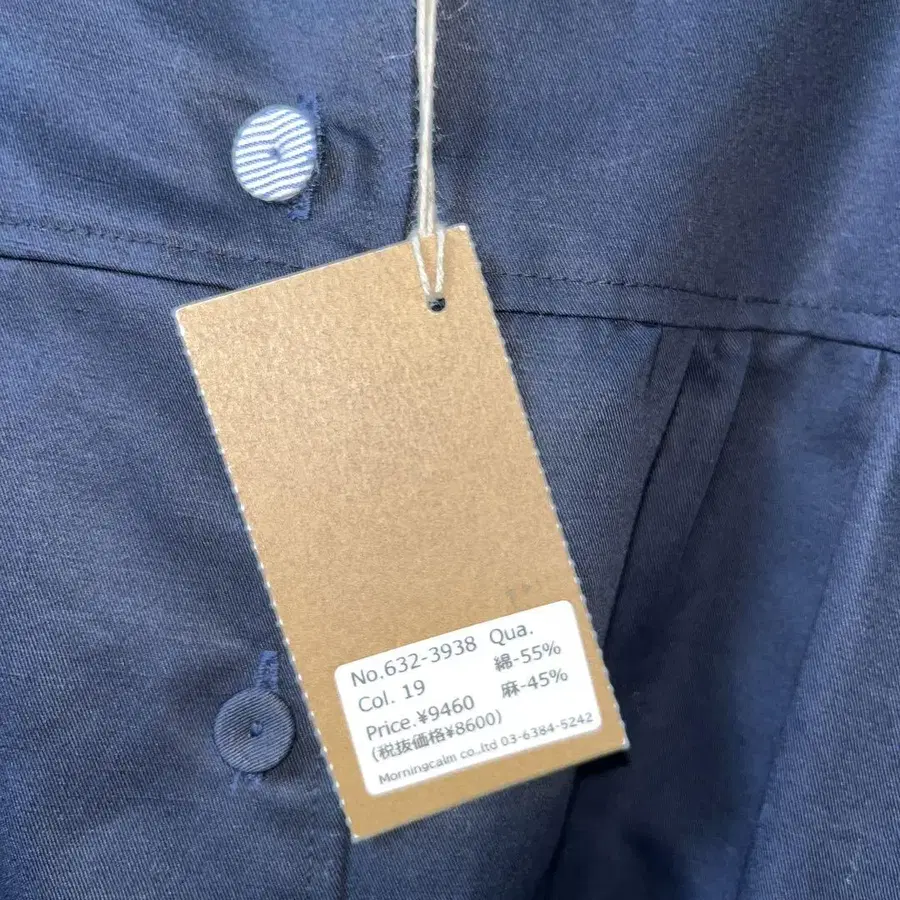 No.632-3938 Qua.
Col. 19 綿-55%
Price.¥9460 麻-45%
(税抜価格¥8600)
Morningcalm co.,ltd 03-6384-5242